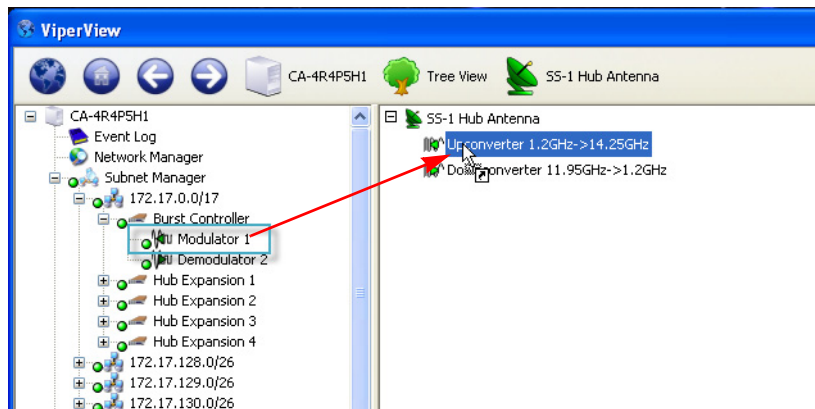 ViperView
CA-4R4P5H1 Tree View SS-1 Hub Antenna
CA-4R4P5H1
Event Log
Network Manager
Subnet Manager
172.17.0.0/17
Burst Controller
Modulator 1
Demodulator 2
Hub Expansion 1
Hub Expansion 2
Hub Expansion 3
Hub Expansion 4
172.17.128.0/26
172.17.129.0/26
172.17.130.0/26
SS-1 Hub Antenna
Upconverter 1.2GHz->14.25GHz
Downconverter 11.95GHz->1.2GHz